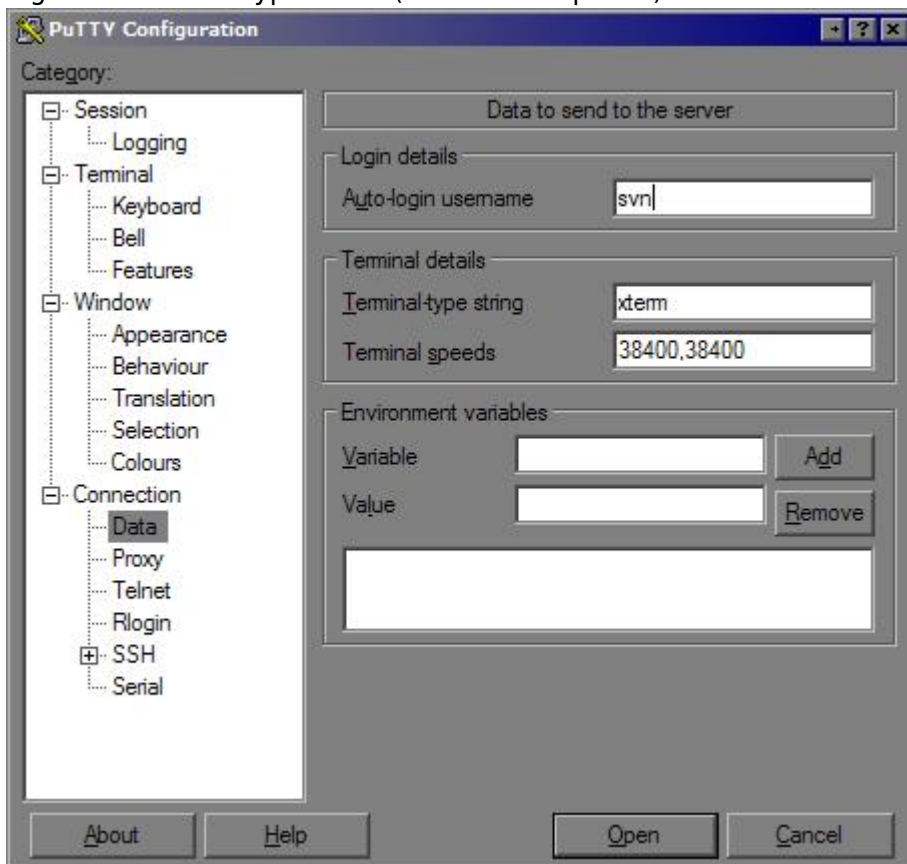 PuTTY Configuration
Category:
Session
Logging
Terminal
Keyboard
Bell
Features
Window
Appearance
Behaviour
Translation
Selection
Colours
Connection
Data
Proxy
Telnet
Rlogin
SSH
Serial
Data to send to the server
Login details
Auto-login username svn
Terminal details
Terminal-type string xterm
Terminal speeds 38400,38400
Environment variables
Variable Add
Value Remove
About Help Open Cancel